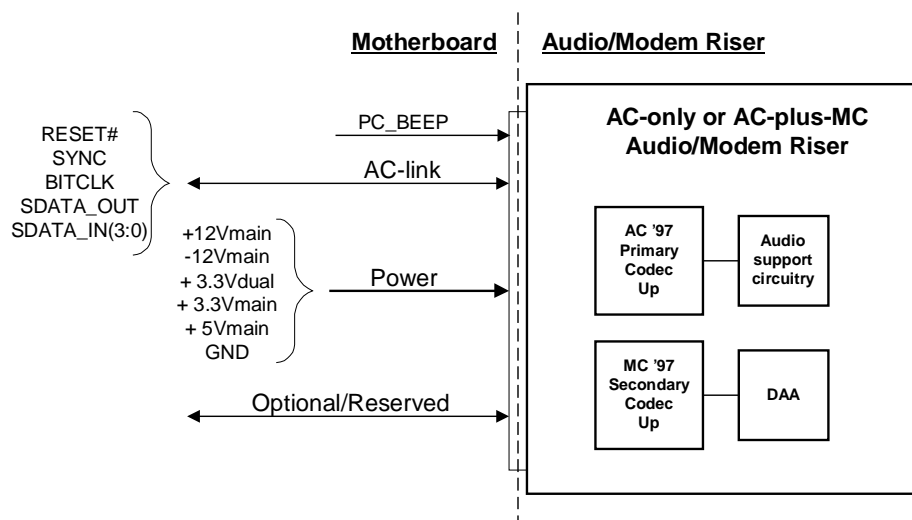 Motherboard
Audio/Modem Riser
PC_BEEP
RESET#
SYNC
BITCLK
SDATA_OUT
SDATA_IN(3:0)
AC-link
+12Vmain
-12Vmain
+ 3.3Vdual
+ 3.3Vmain
+ 5Vmain
GND
Power
Optional/Reserved
AC-only or AC-plus-MC
Audio/Modem Riser
AC '97
Primary
Codec
Up
Audio
support
circuitry
MC '97
Secondary
Codec
Up
DAA